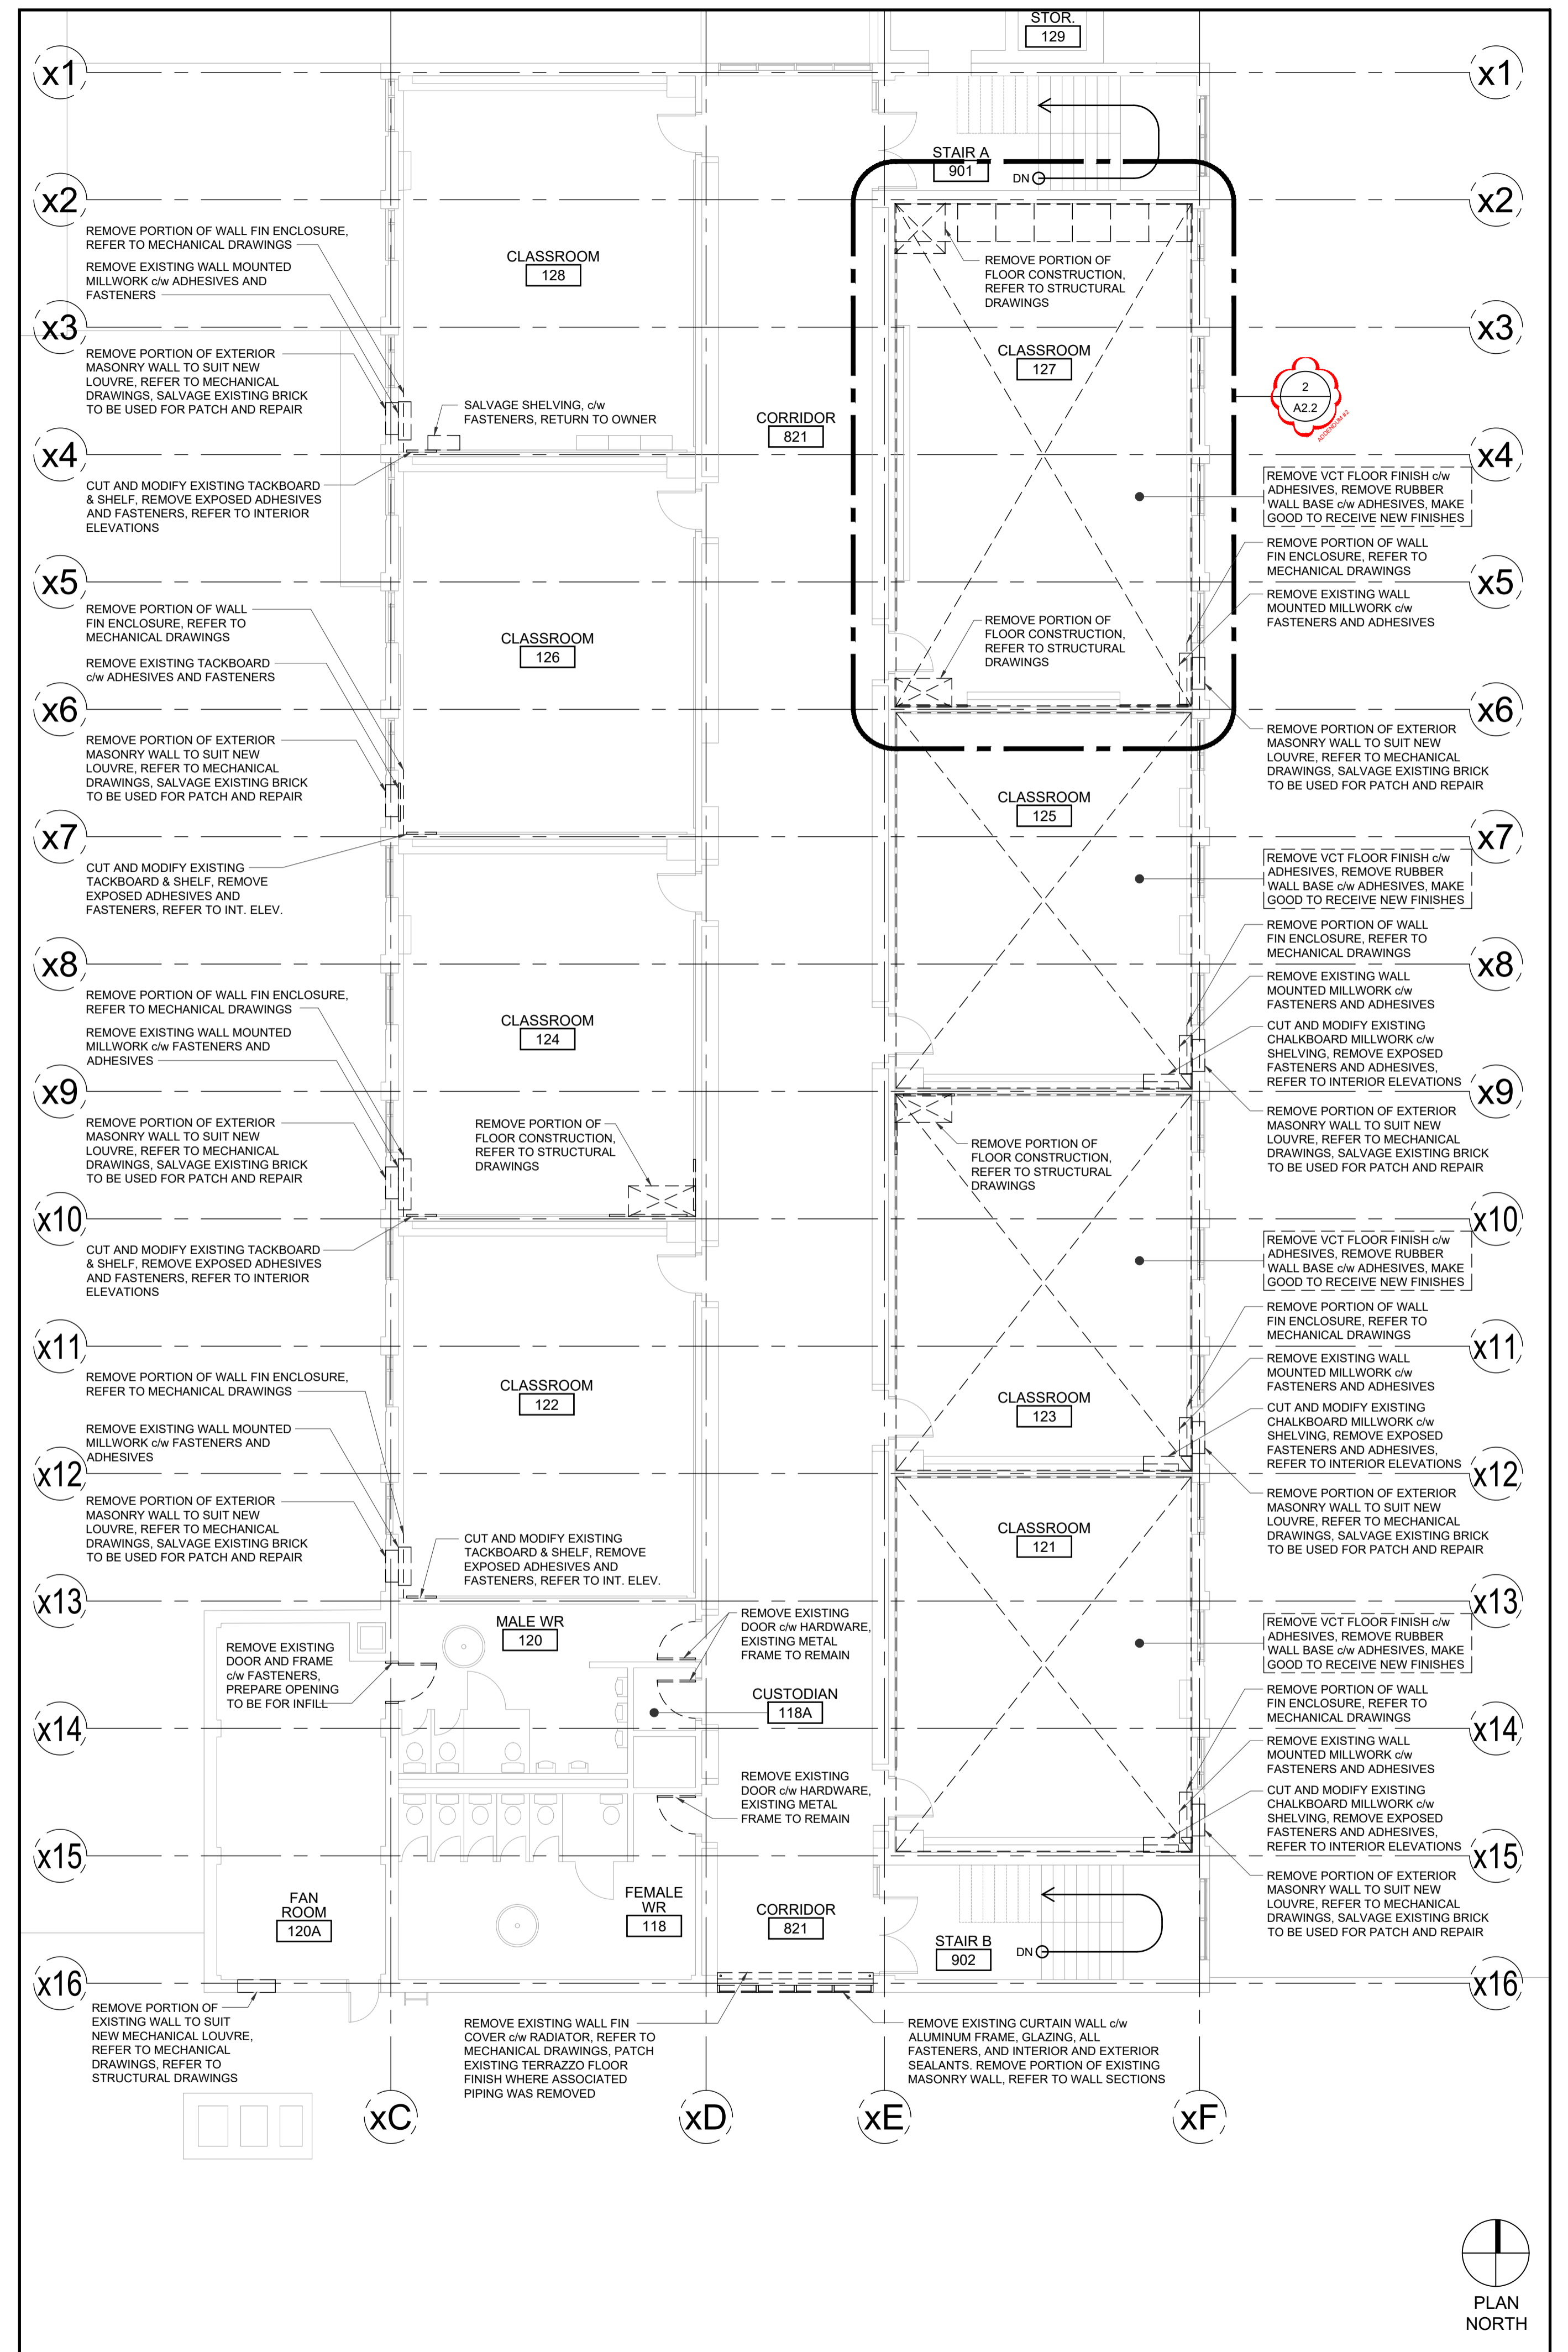 STOR.
129
x1
x1
STAIR A
901
DN
x2
x2
REMOVE PORTION OF WALL FIN ENCLOSURE,
REFER TO MECHANICAL DRAWINGS
REMOVE EXISTING WALL MOUNTED
MILLWORK c/w ADHESIVES AND
FASTENERS
CLASSROOM
128
REMOVE PORTION OF
FLOOR CONSTRUCTION,
REFER TO STRUCTURAL
DRAWINGS
x3
x3
REMOVE PORTION OF EXTERIOR
MASONRY WALL TO SUIT NEW
LOUVRE, REFER TO MECHANICAL
DRAWINGS, SALVAGE EXISTING BRICK
TO BE USED FOR PATCH AND REPAIR
SALVAGE SHELVING, c/w
FASTENERS, RETURN TO OWNER
CORRIDOR
821
CLASSROOM
127
2
A2.2
ADDENDUM #2
x4
x4
CUT AND MODIFY EXISTING TACKBOARD
& SHELF, REMOVE EXPOSED ADHESIVES
AND FASTENERS, REFER TO INTERIOR
ELEVATIONS
REMOVE VCT FLOOR FINISH c/w
ADHESIVES, REMOVE RUBBER
WALL BASE c/w ADHESIVES, MAKE
GOOD TO RECEIVE NEW FINISHES
REMOVE PORTION OF WALL
FIN ENCLOSURE, REFER TO
MECHANICAL DRAWINGS
x5
x5
REMOVE EXISTING WALL
MOUNTED MILLWORK c/w
FASTENERS AND ADHESIVES
REMOVE PORTION OF WALL
FIN ENCLOSURE, REFER TO
MECHANICAL DRAWINGS
REMOVE EXISTING TACKBOARD
c/w ADHESIVES AND FASTENERS
CLASSROOM
126
REMOVE PORTION OF
FLOOR CONSTRUCTION,
REFER TO STRUCTURAL
DRAWINGS
x6
x6
REMOVE PORTION OF EXTERIOR
MASONRY WALL TO SUIT NEW
LOUVRE, REFER TO MECHANICAL
DRAWINGS, SALVAGE EXISTING BRICK
TO BE USED FOR PATCH AND REPAIR
REMOVE PORTION OF EXTERIOR
MASONRY WALL TO SUIT NEW
LOUVRE, REFER TO MECHANICAL
DRAWINGS, SALVAGE EXISTING BRICK
TO BE USED FOR PATCH AND REPAIR
CLASSROOM
125
x7
x7
CUT AND MODIFY EXISTING
TACKBOARD & SHELF, REMOVE
EXPOSED ADHESIVES AND
FASTENERS, REFER TO INT. ELEV.
REMOVE VCT FLOOR FINISH c/w
ADHESIVES, REMOVE RUBBER
WALL BASE c/w ADHESIVES, MAKE
GOOD TO RECEIVE NEW FINISHES
REMOVE PORTION OF WALL
FIN ENCLOSURE, REFER TO
MECHANICAL DRAWINGS
x8
x8
REMOVE EXISTING WALL
MOUNTED MILLWORK c/w
FASTENERS AND ADHESIVES
REMOVE PORTION OF WALL FIN ENCLOSURE,
REFER TO MECHANICAL DRAWINGS
REMOVE EXISTING WALL MOUNTED
MILLWORK c/w FASTENERS AND
ADHESIVES
CLASSROOM
124
CUT AND MODIFY EXISTING
CHALKBOARD MILLWORK c/w
SHELVING, REMOVE EXPOSED
FASTENERS AND ADHESIVES,
REFER TO INTERIOR ELEVATIONS
x9
x9
REMOVE PORTION OF EXTERIOR
MASONRY WALL TO SUIT NEW
LOUVRE, REFER TO MECHANICAL
DRAWINGS, SALVAGE EXISTING BRICK
TO BE USED FOR PATCH AND REPAIR
REMOVE PORTION OF
FLOOR CONSTRUCTION,
REFER TO STRUCTURAL
DRAWINGS
REMOVE PORTION OF
FLOOR CONSTRUCTION,
REFER TO STRUCTURAL
DRAWINGS
REMOVE PORTION OF EXTERIOR
MASONRY WALL TO SUIT NEW
LOUVRE, REFER TO MECHANICAL
DRAWINGS, SALVAGE EXISTING BRICK
TO BE USED FOR PATCH AND REPAIR
x10
x10
CUT AND MODIFY EXISTING TACKBOARD
& SHELF, REMOVE EXPOSED ADHESIVES
AND FASTENERS, REFER TO INTERIOR
ELEVATIONS
REMOVE VCT FLOOR FINISH c/w
ADHESIVES, REMOVE RUBBER
WALL BASE c/w ADHESIVES, MAKE
GOOD TO RECEIVE NEW FINISHES
REMOVE PORTION OF WALL
FIN ENCLOSURE, REFER TO
MECHANICAL DRAWINGS
x11
x11
REMOVE EXISTING WALL
MOUNTED MILLWORK c/w
FASTENERS AND ADHESIVES
REMOVE PORTION OF WALL FIN ENCLOSURE,
REFER TO MECHANICAL DRAWINGS
CLASSROOM
122
CLASSROOM
123
CUT AND MODIFY EXISTING
CHALKBOARD MILLWORK c/w
SHELVING, REMOVE EXPOSED
FASTENERS AND ADHESIVES,
REFER TO INTERIOR ELEVATIONS
REMOVE EXISTING WALL MOUNTED
MILLWORK c/w FASTENERS AND
ADHESIVES
x12
x12
REMOVE PORTION OF EXTERIOR
MASONRY WALL TO SUIT NEW
LOUVRE, REFER TO MECHANICAL
DRAWINGS, SALVAGE EXISTING BRICK
TO BE USED FOR PATCH AND REPAIR
CUT AND MODIFY EXISTING
TACKBOARD & SHELF, REMOVE
EXPOSED ADHESIVES AND
FASTENERS, REFER TO INT. ELEV.
CLASSROOM
121
REMOVE PORTION OF EXTERIOR
MASONRY WALL TO SUIT NEW
LOUVRE, REFER TO MECHANICAL
DRAWINGS, SALVAGE EXISTING BRICK
TO BE USED FOR PATCH AND REPAIR
x13
x13
REMOVE EXISTING
DOOR AND FRAME
c/w FASTENERS,
PREPARE OPENING
TO BE FOR INFILL
MALE WR
120
REMOVE EXISTING
DOOR c/w HARDWARE,
EXISTING METAL
FRAME TO REMAIN
CUSTODIAN
118A
REMOVE VCT FLOOR FINISH c/w
ADHESIVES, REMOVE RUBBER
WALL BASE c/w ADHESIVES, MAKE
GOOD TO RECEIVE NEW FINISHES
REMOVE PORTION OF WALL
FIN ENCLOSURE, REFER TO
MECHANICAL DRAWINGS
x14
x14
REMOVE EXISTING
DOOR c/w HARDWARE,
EXISTING METAL
FRAME TO REMAIN
REMOVE EXISTING WALL
MOUNTED MILLWORK c/w
FASTENERS AND ADHESIVES
CUT AND MODIFY EXISTING
CHALKBOARD MILLWORK c/w
SHELVING, REMOVE EXPOSED
FASTENERS AND ADHESIVES,
REFER TO INTERIOR ELEVATIONS
x15
x15
REMOVE PORTION OF EXTERIOR
MASONRY WALL TO SUIT NEW
LOUVRE, REFER TO MECHANICAL
DRAWINGS, SALVAGE EXISTING BRICK
TO BE USED FOR PATCH AND REPAIR
FAN
ROOM
120A
FEMALE
WR
118
CORRIDOR
821
STAIR B
902
DN
x16
x16
REMOVE PORTION OF
EXISTING WALL TO SUIT
NEW MECHANICAL LOUVRE,
REFER TO MECHANICAL
DRAWINGS, REFER TO
STRUCTURAL DRAWINGS
REMOVE EXISTING WALL FIN
COVER c/w RADIATOR, REFER TO
MECHANICAL DRAWINGS, PATCH
EXISTING TERRAZZO FLOOR
FINISH WHERE ASSOCIATED
PIPING WAS REMOVED
REMOVE EXISTING CURTAIN WALL c/w
ALUMINUM FRAME, GLAZING, ALL
FASTENERS, AND INTERIOR AND EXTERIOR
SEALANTS. REMOVE PORTION OF EXISTING
MASONRY WALL, REFER TO WALL SECTIONS
xC
xD
xE
xF
PLAN
NORTH